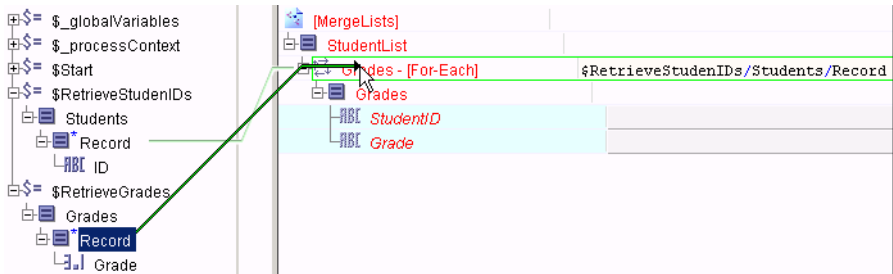 $_globalVariables
$_processContext
$Start
$RetrieveStudenIDs
Students
Record
ID
$RetrieveGrades
Grades
Record
Grade
[MergeLists]
StudentList
Grades - [For-Each] $RetrieveStudenIDs/Students/Record
Grades
StudentID
Grade